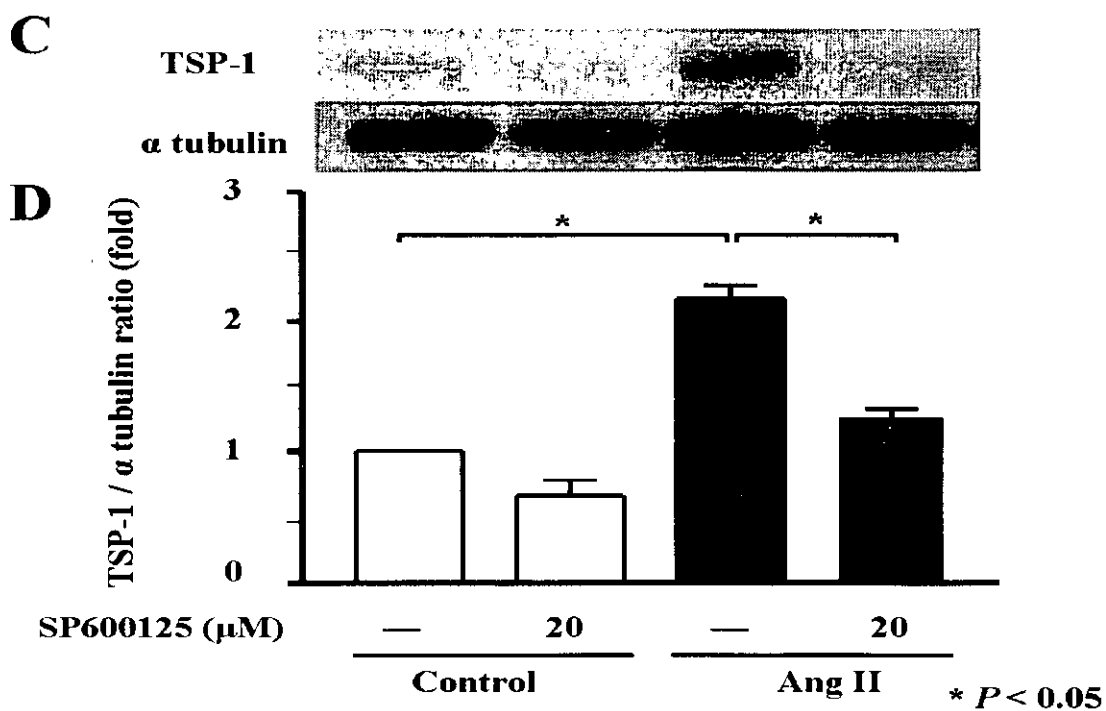 C
TSP-1
α tubulin
D
TSP-1 / α tubulin ratio (fold)
3
2
1
0
* *
SP600125 (μM) — 20 — 20
Control Ang II
* P < 0.05